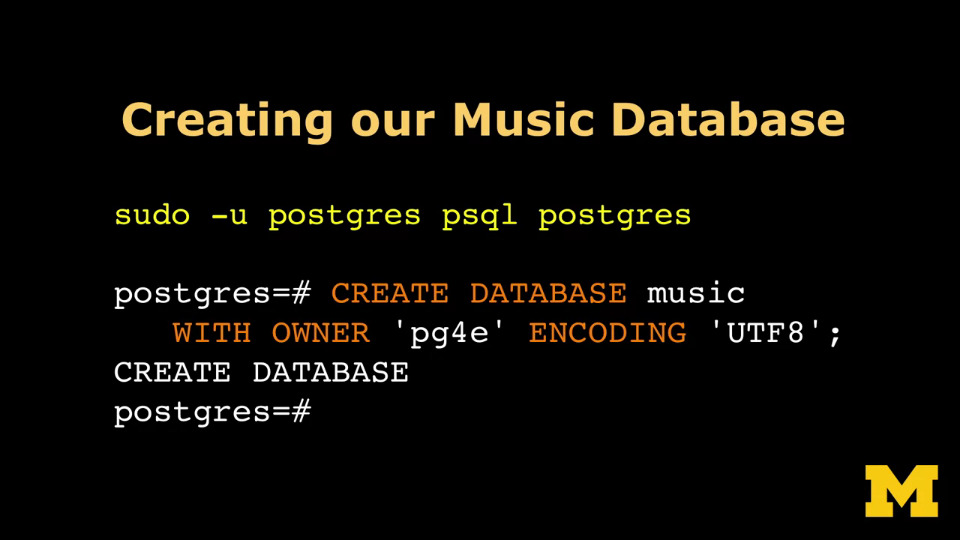 Creating our Music Database
sudo -u postgres psql postgres
postgres=# CREATE DATABASE music
WITH OWNER 'pg4e' ENCODING 'UTF8';
CREATE DATABASE
postgres=#
M